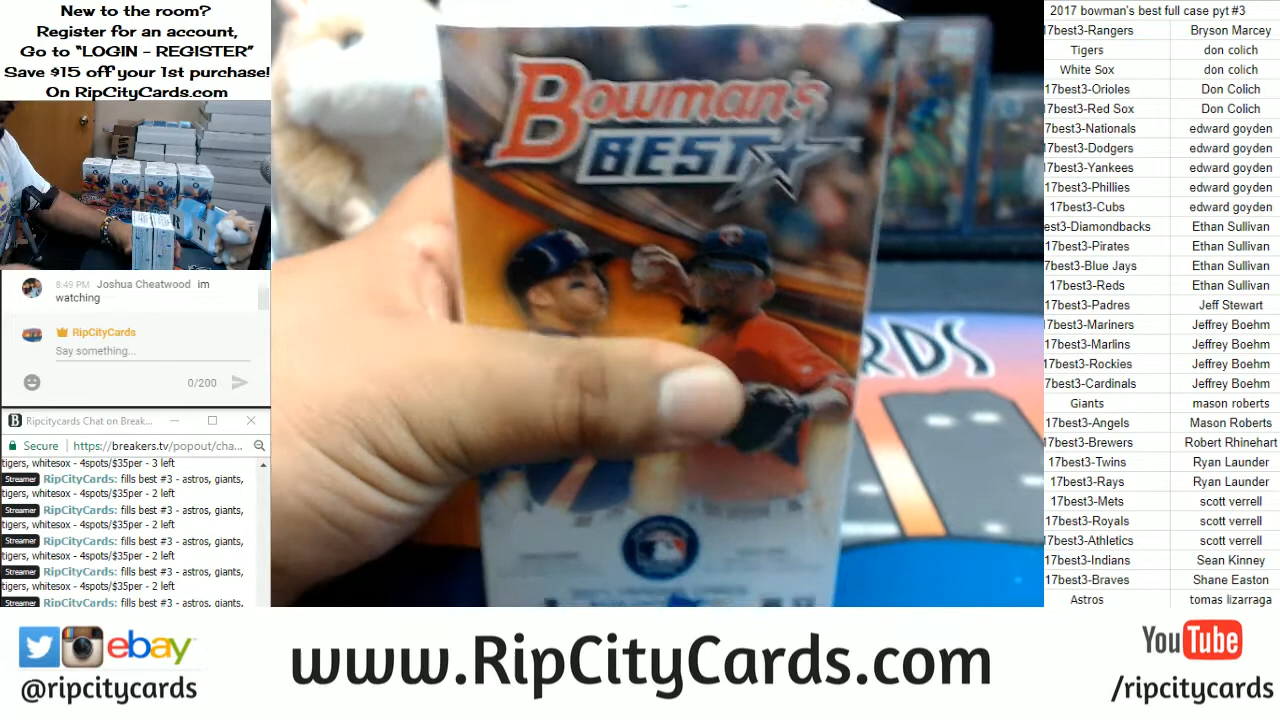 New to the room?
Register for an account,
Go to “LOGIN - REGISTER”
Save $15 off your 1st purchase!
On RipCityCards.com
8:49 PM Joshua Cheatwood im
watching
RipCityCards
Say something...
0/200
Ripcitycards Chat on Break...
Secure https://breakers.tv/popout/cha...
tigers, whitesox - 4spots/$35per - 3 left
Streamer RipCityCards: fills best #3 - astros, giants,
tigers, whitesox - 4spots/$35per - 2 left
Streamer RipCityCards: fills best #3 - astros, giants,
tigers, whitesox - 4spots/$35per - 2 left
Streamer RipCityCards: fills best #3 - astros, giants,
tigers, whitesox - 4spots/$35per - 2 left
Streamer RipCityCards: fills best #3 - astros, giants,
tigers, whitesox - 4spots/$35per - 2 left
Streamer RipCityCards: fills best #3 - astros, giants,
Bowman's
BEST
RDS
2017 bowman's best full case pyt #3
17best3-Rangers Bryson Marcey
Tigers don colich
White Sox don colich
17best3-Orioles Don Colich
17best3-Red Sox Don Colich
7best3-Nationals edward goyden
7best3-Dodgers edward goyden
7best3-Yankees edward goyden
17best3-Phillies edward goyden
17best3-Cubs edward goyden
est3-Diamondbacks Ethan Sullivan
17best3-Pirates Ethan Sullivan
7best3-Blue Jays Ethan Sullivan
17best3-Reds Ethan Sullivan
17best3-Padres Jeff Stewart
7best3-Mariners Jeffrey Boehm
17best3-Marlins Jeffrey Boehm
7best3-Rockies Jeffrey Boehm
7best3-Cardinals Jeffrey Boehm
Giants mason roberts
17best3-Angels Mason Roberts
7best3-Brewers Robert Rhinehart
17best3-Twins Ryan Launder
17best3-Rays Ryan Launder
17best3-Mets scott verrell
17best3-Royals scott verrell
7best3-Athletics scott verrell
17best3-Indians Sean Kinney
17best3-Braves Shane Easton
Astros tomas lizarraga
ebay
@ripcitycards
www.RipCityCards.com
YouTube
/ripcitycards